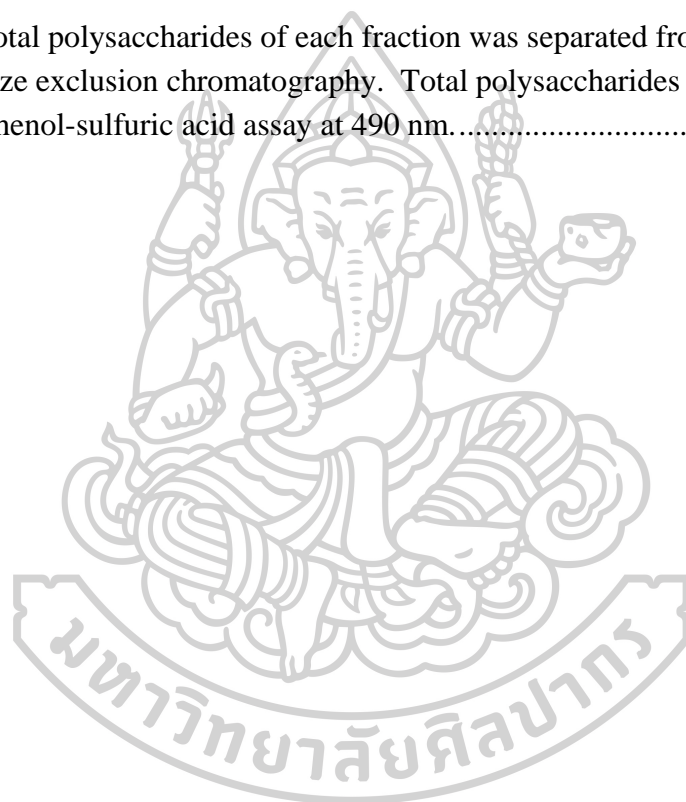 otal polysaccharides of each fraction was separated fro
ze exclusion chromatography. Total polysaccharides
henol-sulfuric acid assay at 490 nm............................
มหาวิทยาลัยศิลปากร